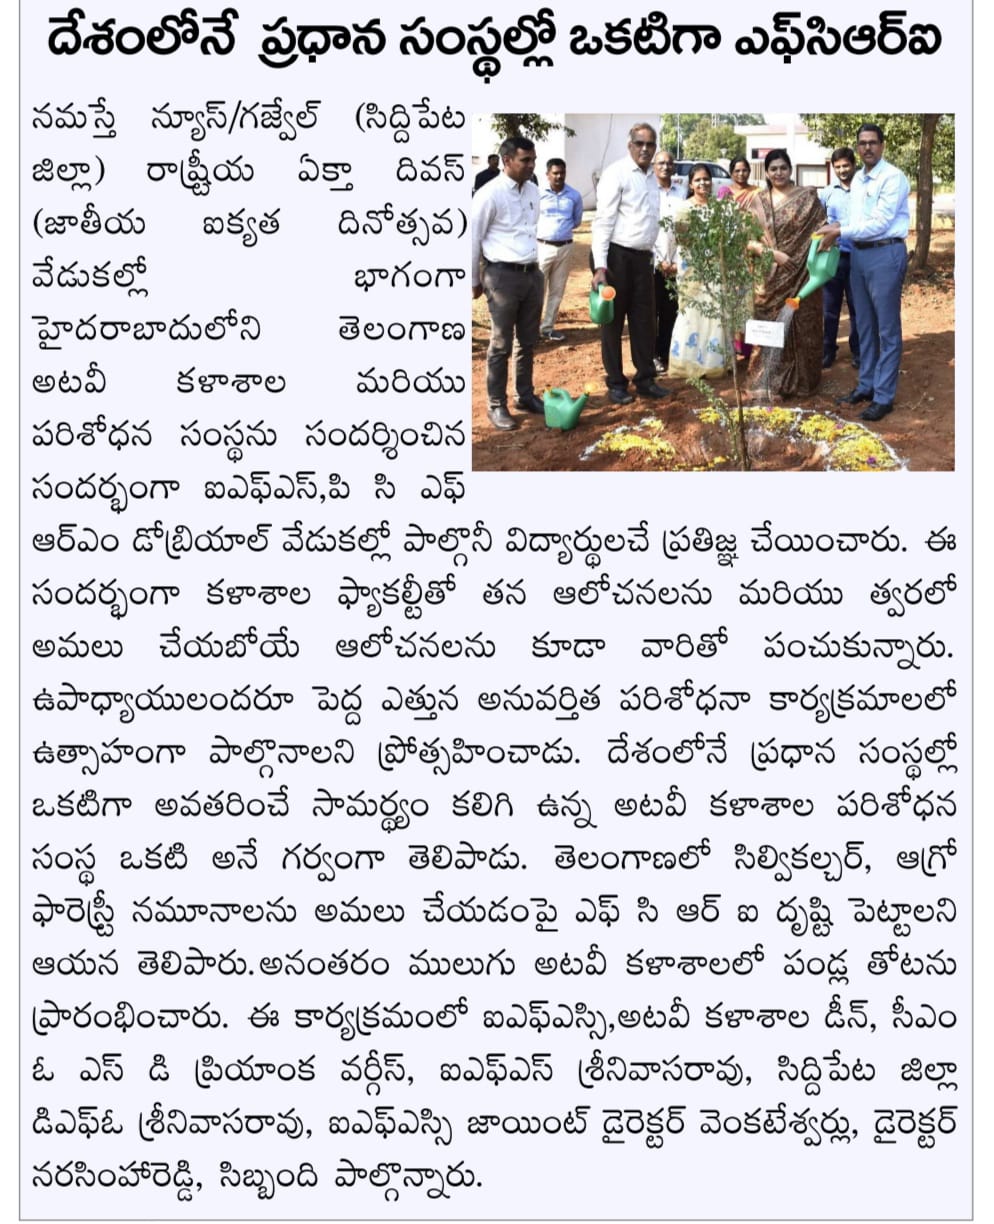 దేశంలోనే ప్రధాన సంస్థల్లో ఒకటిగా ఎఫ్‌సిఆర్‌ఐ
నమస్తే న్యూస్/గజ్వేల్ (సిద్దిపేట
జిల్లా) రాష్ట్రీయ ఏక్తా దివస్
(జాతీయ ఐక్యత దినోత్సవ)
వేడుకల్లో భాగంగా
హైదరాబాదులోని తెలంగాణ
అటవీ కళాశాల మరియు
పరిశోధన సంస్థను సందర్శించిన
సందర్భంగా ఐఎఫ్ఎస్,పి సి ఎఫ్
ఆర్ఎం డోబ్రియాల్ వేడుకల్లో పాల్గొనీ విద్యార్థులచే ప్రతిజ్ఞ చేయించారు. ఈ
సందర్భంగా కళాశాల ఫ్యాకల్టీతో తన ఆలోచనలను మరియు త్వరలో
అమలు చేయబోయే ఆలోచనలను కూడా వారితో పంచుకున్నారు.
ఉపాధ్యాయులందరూ పెద్ద ఎత్తున అనువర్తిత పరిశోధనా కార్యక్రమాలలో
ఉత్సాహంగా పాల్గొనాలని ప్రోత్సహించాడు. దేశంలోనే ప్రధాన సంస్థల్లో
ఒకటిగా అవతరించే సామర్థ్యం కలిగి ఉన్న అటవీ కళాశాల పరిశోధన
సంస్థ ఒకటి అనే గర్వంగా తెలిపాడు. తెలంగాణలో సిల్వికల్చర్, ఆగ్రో
ఫారెస్ట్రీ నమూనాలను అమలు చేయడంపై ఎఫ్ సి ఆర్ ఐ దృష్టి పెట్టాలని
ఆయన తెలిపారు.అనంతరం ములుగు అటవీ కళాశాలలో పండ్ల తోటను
ప్రారంభించారు. ఈ కార్యక్రమంలో ఐఎఫ్ఎస్సి,అటవీ కళాశాల డీన్, సీఎం
ఓ ఎస్ డి ప్రియాంక వర్గీస్, ఐఎఫ్ఎస్ శ్రీనివాసరావు, సిద్దిపేట జిల్లా
డిఎఫ్ఓ శ్రీనివాసరావు, ఐఎఫ్ఎస్సి జాయింట్ డైరెక్టర్ వెంకటేశ్వర్లు, డైరెక్టర్
నరసింహారెడ్డి, సిబ్బంది పాల్గొన్నారు.